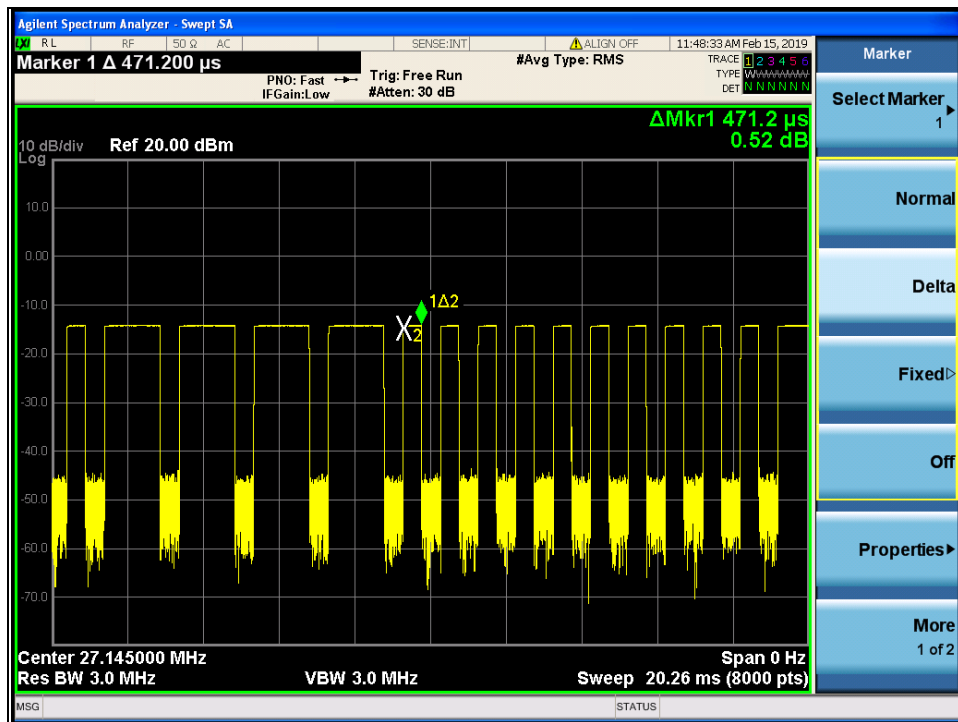 Agilent Spectrum Analyzer - Swept SA
LXI RL RF 50 Ω AC SENSE:INT ALIGN OFF 11:48:33 AM Feb 15, 2019
Marker 1 Δ 471.200 µs
PNO: Fast
IFGain:Low
Trig: Free Run
#Atten: 30 dB
#Avg Type: RMS
TRACE 1 2 3 4 5 6
TYPE WWWWWW
DET N N N N N N
ΔMkr1 471.2 µs
0.52 dB
10 dB/div Ref 20.00 dBm
Log
10.0
0.00
-10.0
-20.0
-30.0
-40.0
-50.0
-60.0
-70.0
1Δ2
2
Center 27.145000 MHz Span 0 Hz
Res BW 3.0 MHz VBW 3.0 MHz Sweep 20.26 ms (8000 pts)
MSG STATUS
Marker
Select Marker
1
Normal
Delta
Fixed
Off
Properties
More
1 of 2